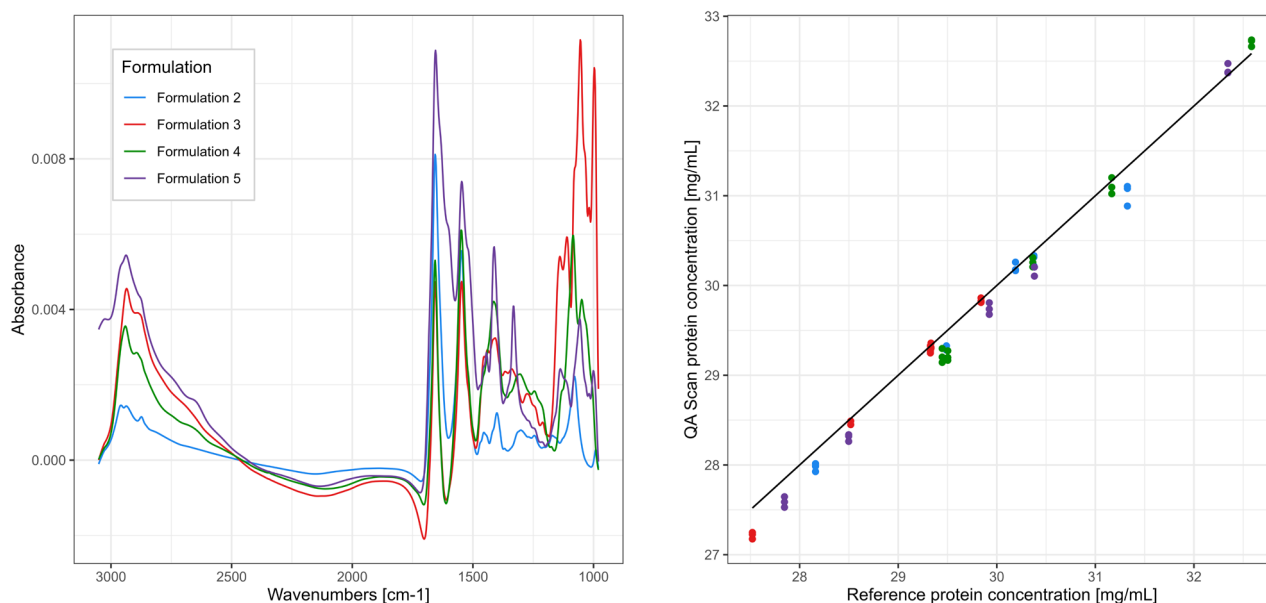 Formulation
Formulation 2
Formulation 3
Formulation 4
Formulation 5
Absorbance
0.008
0.004
0.000
3000
2500
2000
1500
1000
Wavenumbers [cm-1]
QA Scan protein concentration [mg/mL]
33
32
31
30
29
28
27
28
29
30
31
32
Reference protein concentration [mg/mL]